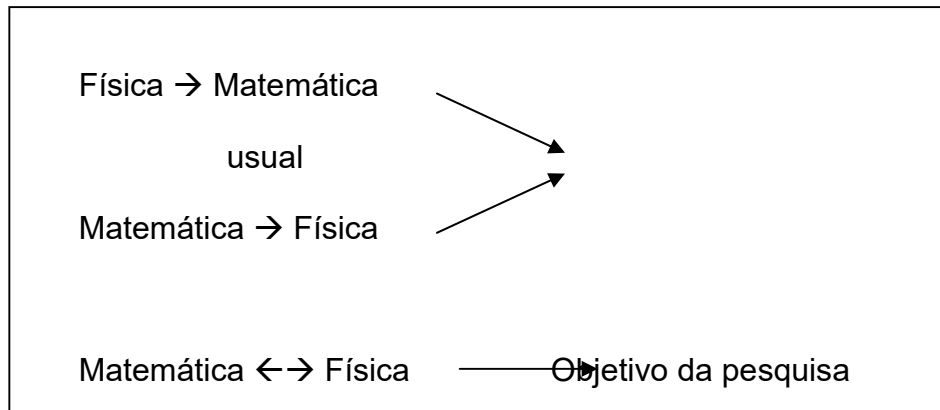 Física → Matemática
usual
Matemática → Física
Matemática ←→ Física Objetivo da pesquisa